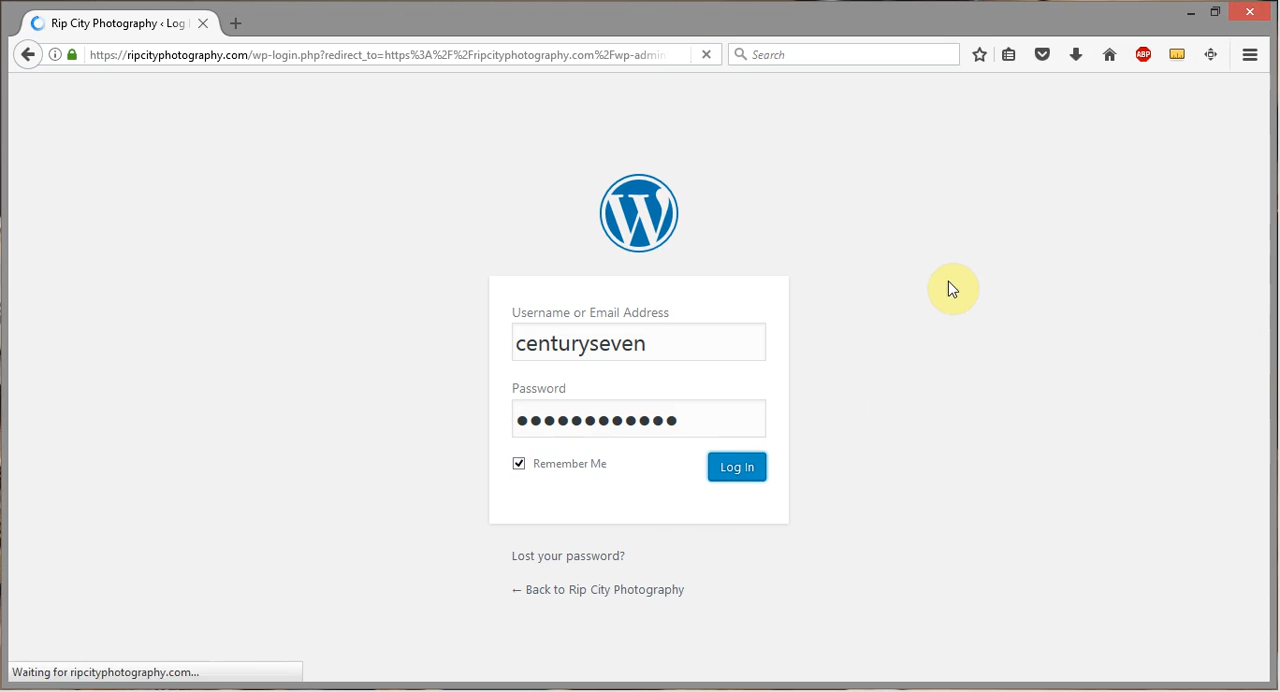 Rip City Photography ‹ Log
https://ripcityphotography.com/wp-login.php?redirect_to=https%3A%2F%2Fripcityphotography.com%2Fwp-admin
Search
ABP
W
Username or Email Address
centuryseven
Password
●●●●●●●●●●●●
Remember Me
Log In
Lost your password?
← Back to Rip City Photography
Waiting for ripcityphotography.com...